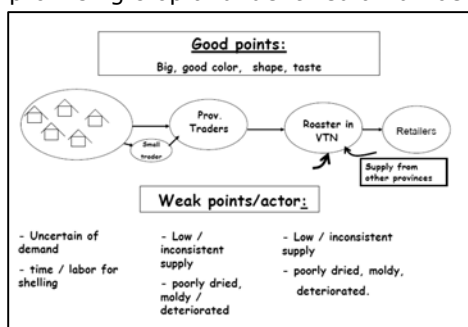 Good points:
Big, good color, shape, taste
Prov.
Traders
Small
trader
Roaster in
VTN
Retailers
Supply from
other provinces
Weak points/actor:
- Uncertain of
demand
- time / labor for
shelling
- Low /
inconsistent
supply
- poorly dried,
moldy /
deteriorated
- Low / inconsistent
supply
- poorly dried, moldy,
deteriorated.